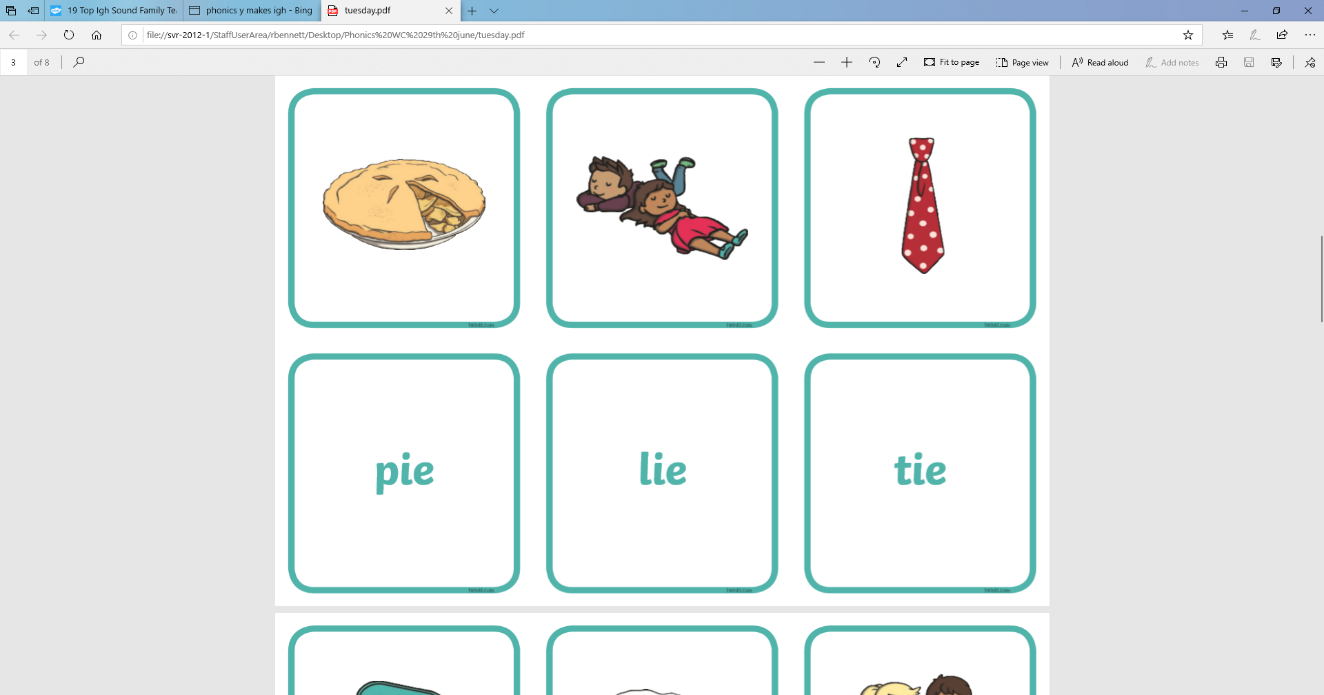 19 Top Igh Sound Family Te
phonics y makes igh - Bing
tuesday.pdf
file://svr-2012-1/StaffUserArea/rbennett/Desktop/Phonics%20WC%2029th%20june/tuesday.pdf
3 of 8
Fit to page
Page view
Read aloud
Add notes
pie
lie
tie